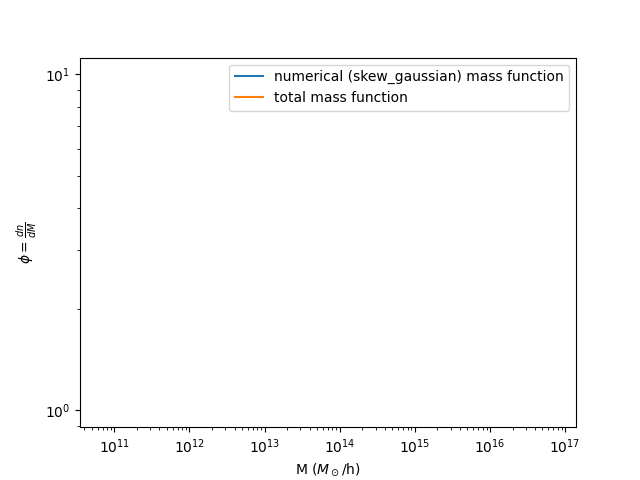 numerical (skew_gaussian) mass function
total mass function
10¹
10⁰
ϕ = dn/dM
10¹¹ 10¹² 10¹³ 10¹⁴ 10¹⁵ 10¹⁶ 10¹⁷
M (M⊙/h)